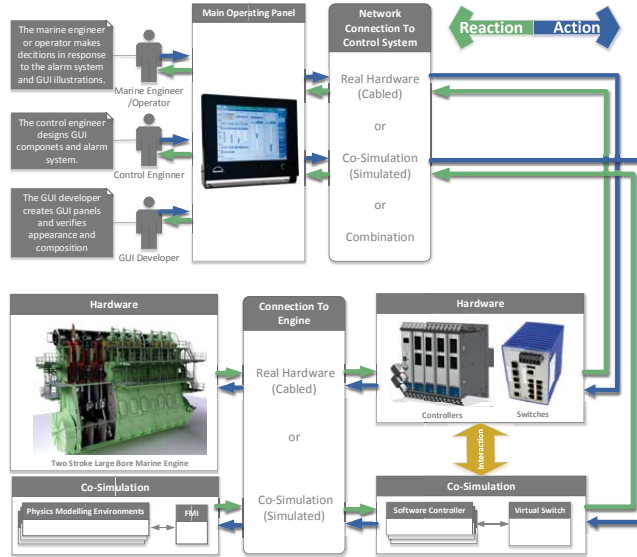 The marine engineer
or operator makes
decitions in response
to the alarm system
and GUI illustrations.
Marine Engineer
/Operator
The control engineer
designs GUI
componets and alarm
system.
Control Enginner
The GUI developer
creates GUI panels
and verifies
appearance and
composition
GUI Developer
Main Operating Panel
Network
Connection To
Control System
Real Hardware
(Cabled)
or
Co-Simulation
(Simulated)
or
Combination
Reaction
Action
Hardware
Two Stroke Large Bore Marine Engine
Connection To
Engine
Real Hardware
(Cabled)
or
Co-Simulation
(Simulated)
Hardware
Controllers
Switches
Interaction
Co-Simulation
Physics Modelling Environments
FMI
Co-Simulation
Software Controller
Virtual Switch